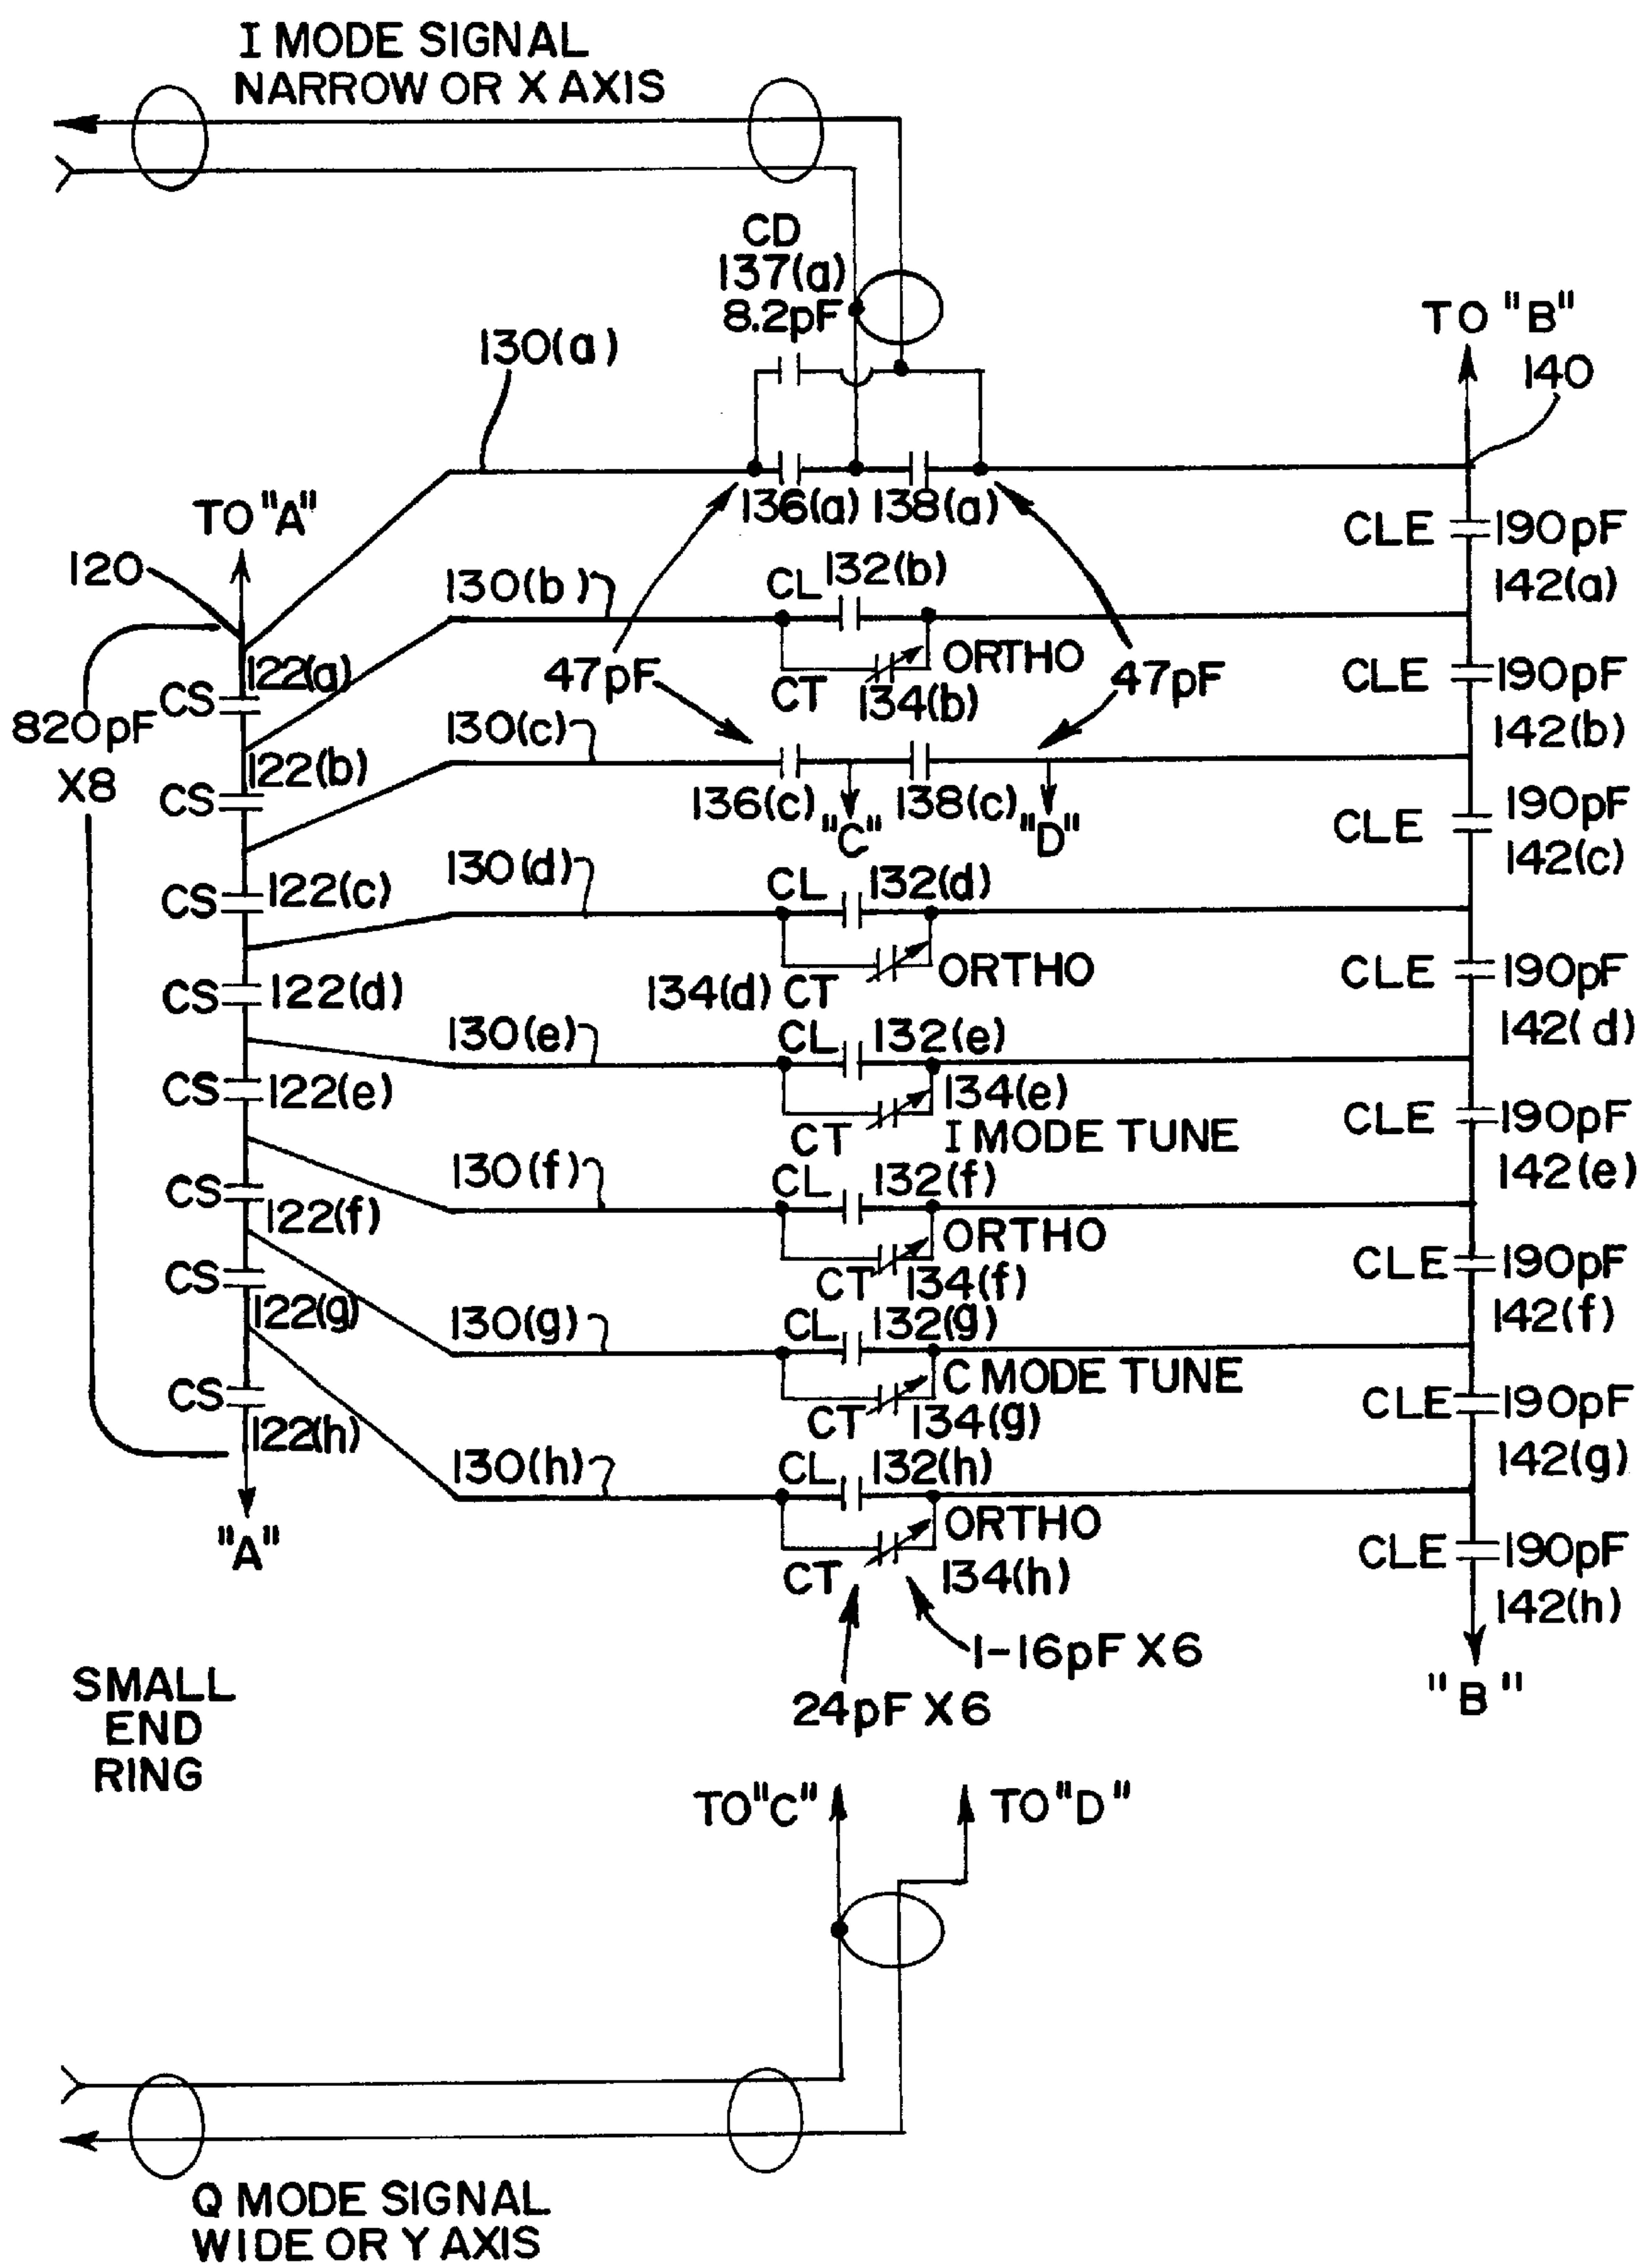 I MODE SIGNAL
NARROW OR X AXIS
CD
137(a)
8.2pF
TO "B"
140
130(a)
TO "A"
136(a) 138(a)
CLE 190pF
142(a)
120
130(b)
CL 132(b)
122(a)
47pF
ORTHO
47pF
CLE 190pF
CS
CT
134(b)
142(b)
820pF
X8
130(c)
122(b)
CS
136(c)
"C"
138(c)
"D"
190pF
CLE
142(c)
130(d)
CL 132(d)
CS 122(c)
ORTHO
CLE 190pF
CS 122(d)
134(d) CT
142(d)
130(e)
CL 132(e)
CS 122(e)
134(e)
CLE 190pF
CT
I MODE TUNE
142(e)
130(f)
CL 132(f)
CS
122(f)
ORTHO
CLE 190pF
CT 134(f)
CS
142(f)
122(g)
130(g)
CL 132(g)
C MODE TUNE
CS
CLE 190pF
CT 134(g)
122(h)
142(g)
130(h)
CL 132(h)
ORTHO
"A"
CLE 190pF
CT 134(h)
142(h)
1-16pF X6
24pF X6
"B"
SMALL
END
RING
TO "C"
TO "D"
Q MODE SIGNAL
WIDE OR Y AXIS